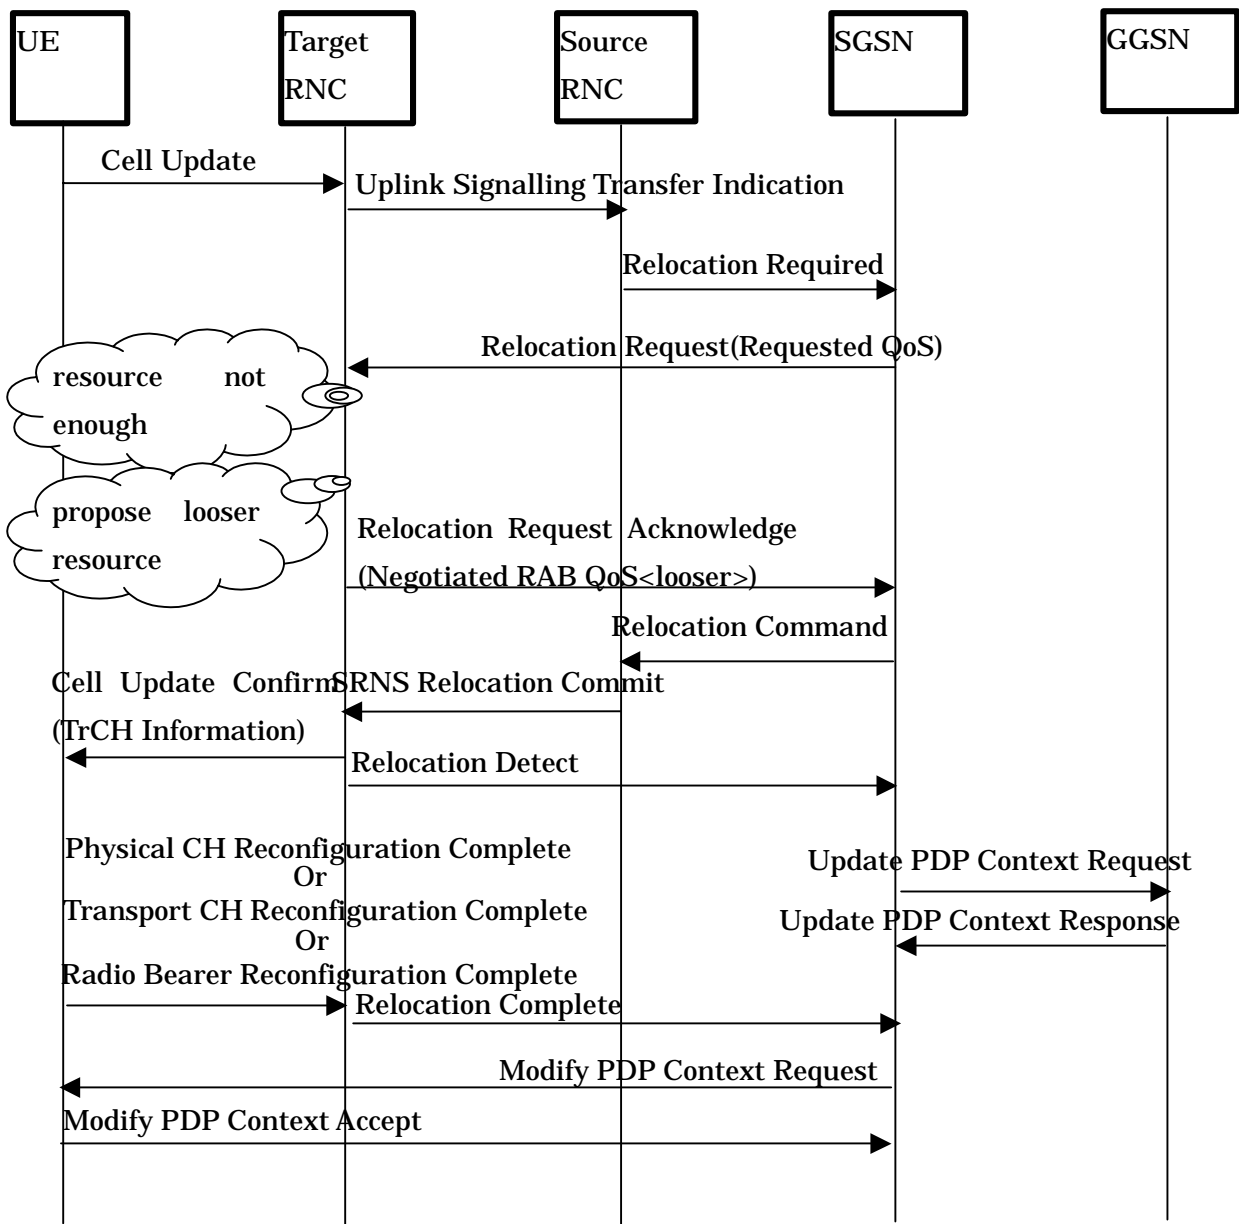 UE
Target
RNC
Source
RNC
SGSN
GGSN
Cell Update
Uplink Signalling Transfer Indication
Relocation Required
Relocation Request(Requested QoS)
resource not
enough
propose looser
resource
Relocation Request Acknowledge
(Negotiated RAB QoS<looser>)
Relocation Command
Cell Update Confirm
(TrCH Information)
SRNS Relocation Commit
Relocation Detect
Physical CH Reconfiguration Complete
Or
Transport CH Reconfiguration Complete
Or
Radio Bearer Reconfiguration Complete
Update PDP Context Request
Update PDP Context Response
Relocation Complete
Modify PDP Context Request
Modify PDP Context Accept